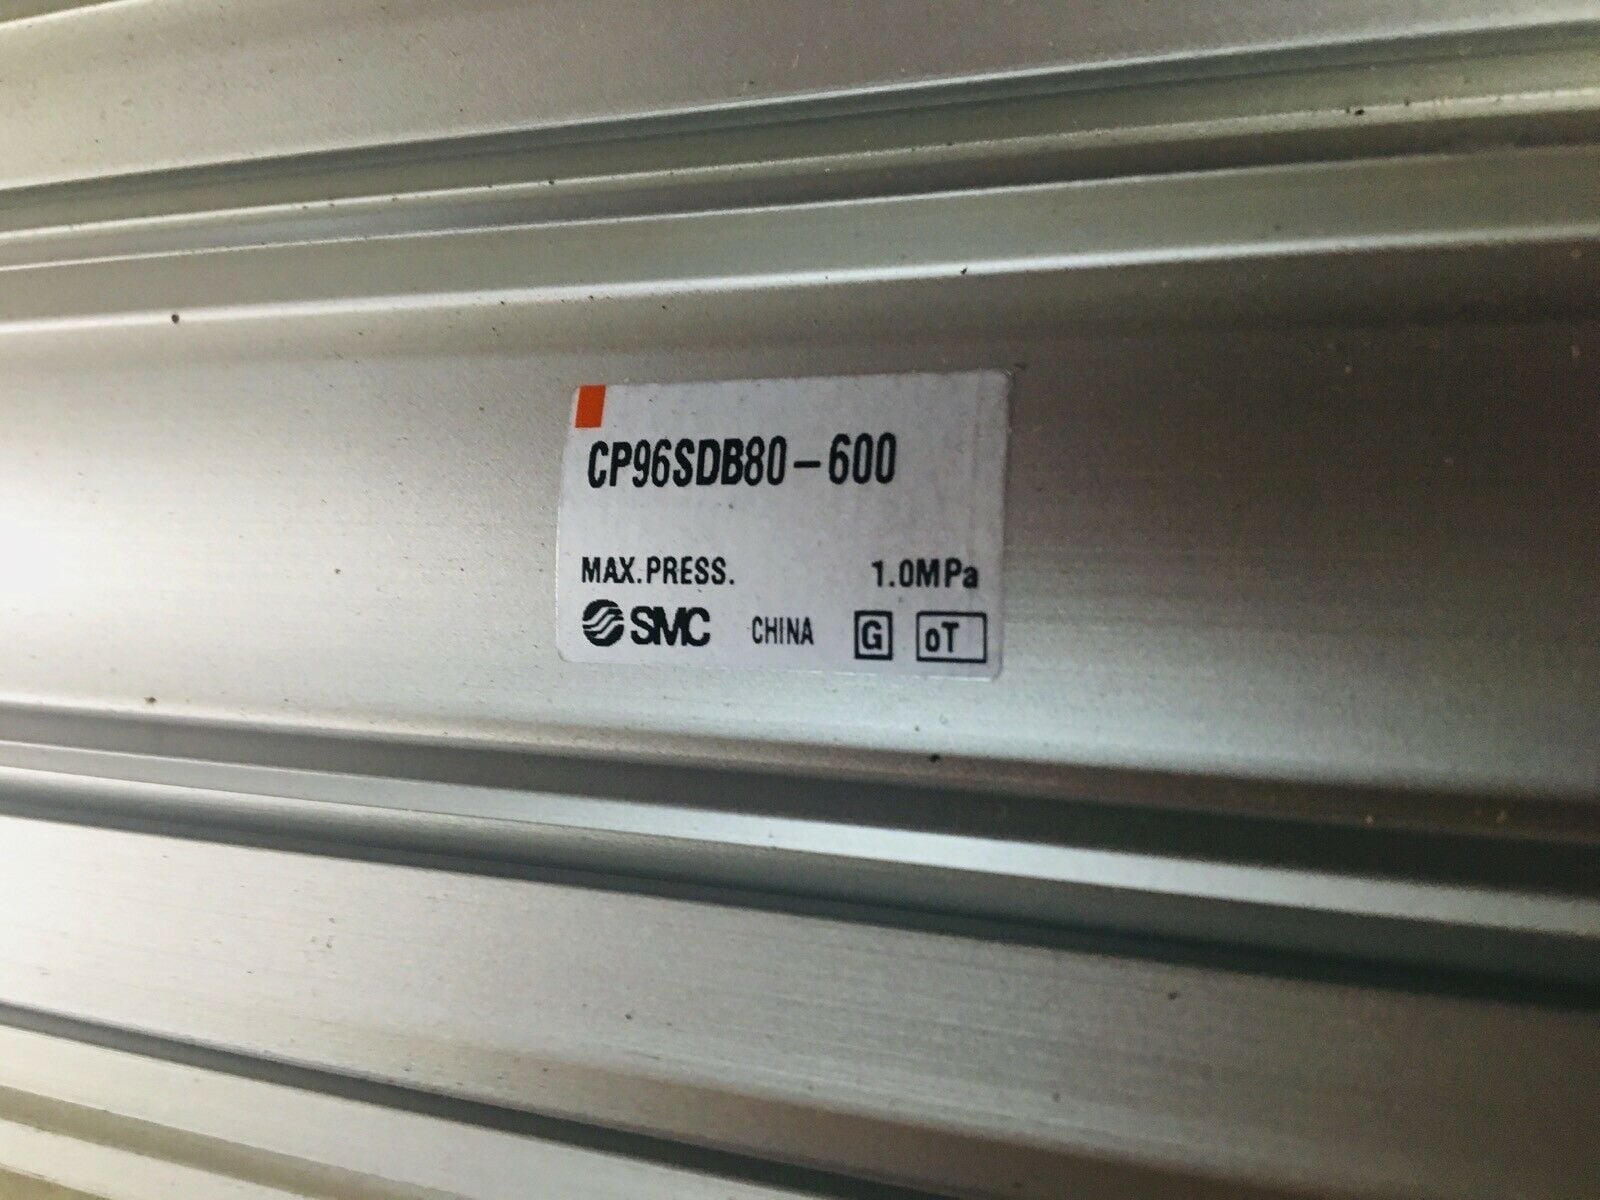 CP96SDB80-600
MAX.PRESS. 1.0MPa
SMC CHINA G oT